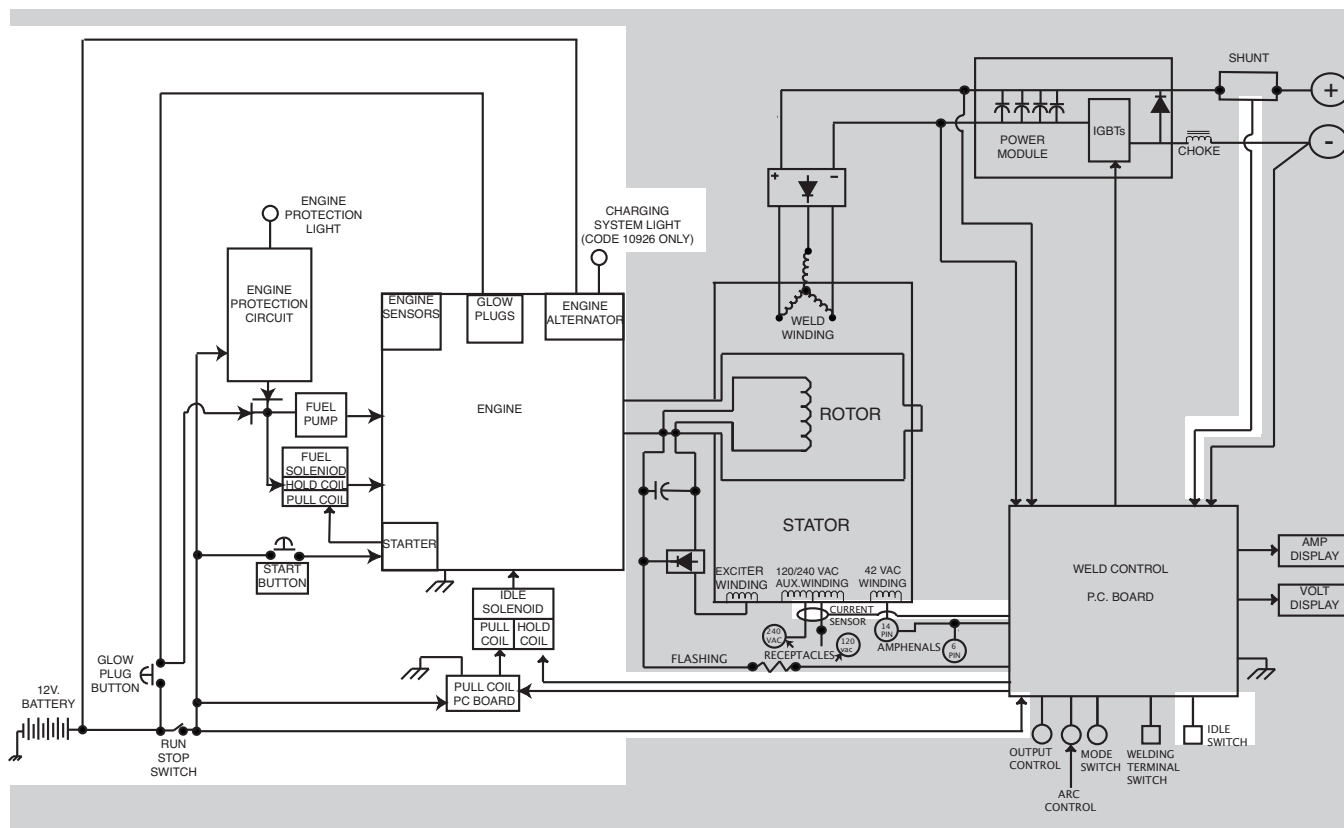 SHUNT
+
-
POWER
MODULE
IGBTs
CHOKE
+
–
ENGINE
PROTECTION
LIGHT
CHARGING
SYSTEM LIGHT
(CODE 10926 ONLY)
ENGINE
PROTECTION
CIRCUIT
ENGINE
SENSORS
GLOW
PLUGS
ENGINE
ALTERNATOR
WELD
WINDING
FUEL
PUMP
ENGINE
ROTOR
FUEL
SOLENIOD
HOLD COIL
PULL COIL
STARTER
STATOR
START
BUTTON
EXCITER
WINDING
120/240 VAC
AUX.WINDING
42 VAC
WINDING
WELD CONTROL
P.C. BOARD
AMP
DISPLAY
VOLT
DISPLAY
IDLE
SOLENOID
PULL
COIL
HOLD
COIL
CURRENT
SENSOR
240
VAC
120
vac
14
PIN
6
PIN
RECEPTACLES
AMPHENALS
FLASHING
GLOW
PLUG
BUTTON
PULL COIL
PC BOARD
12V.
BATTERY
RUN
STOP
SWITCH
OUTPUT
CONTROL
MODE
SWITCH
WELDING
TERMINAL
SWITCH
IDLE
SWITCH
ARC
CONTROL